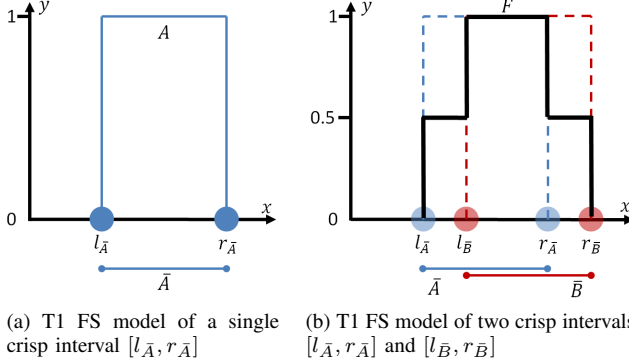 y
1
A
0
x
l_Ā r_Ā
Ā
(a) T1 FS model of a single
crisp interval [l_Ā, r_Ā]
y
F
1
0.5
0
x
l_Ā l_B̄ r_Ā r_B̄
Ā B̄
(b) T1 FS model of two crisp intervals
[l_Ā, r_Ā] and [l_B̄, r_B̄]